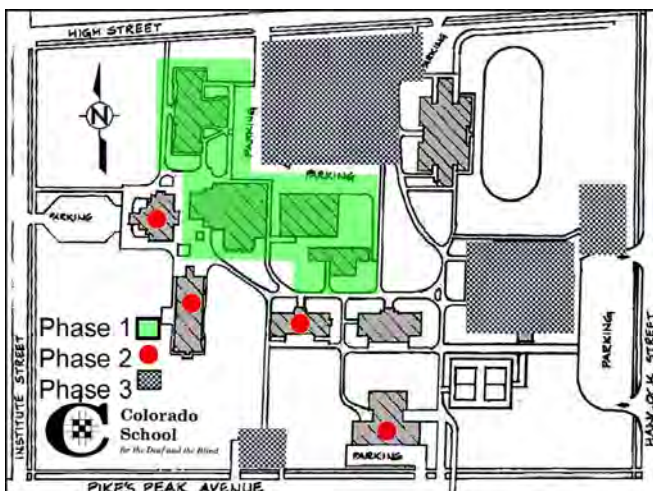 HIGH STREET
PARKING
N
PARKING
PARKING
PARKING
Phase 1
Phase 2
Phase 3
INSTITUTE STREET
PARKING
HANCOCK STREET
C
Colorado
School
for the Deaf and the Blind
PARKING
PIKE'S PEAK AVENUE